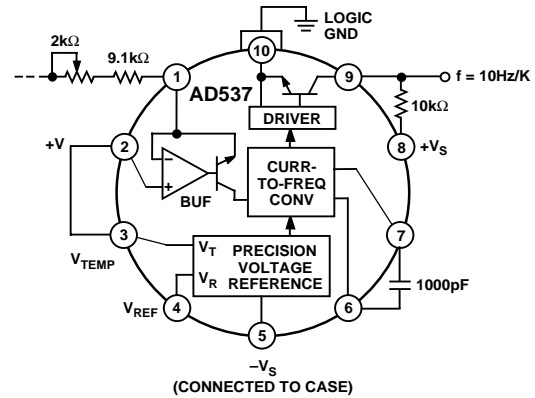 LOGIC
GND
2kΩ
9.1kΩ
1
10
9
f = 10Hz/K
AD537
10kΩ
DRIVER
8
+VS
+V
2
–
+
BUF
CURR-
TO-FREQ
CONV
3
VTEMP
VT
VR
PRECISION
VOLTAGE
REFERENCE
7
1000pF
VREF
4
6
5
–VS
(CONNECTED TO CASE)